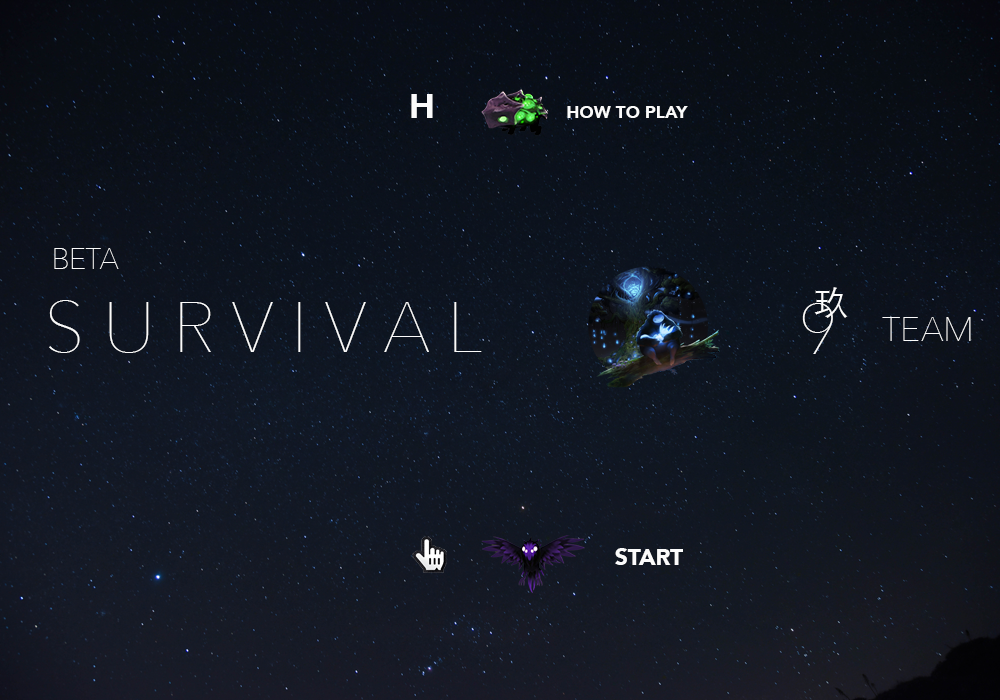 H HOW TO PLAY
BETA
SURVIVAL
9玖 TEAM
START